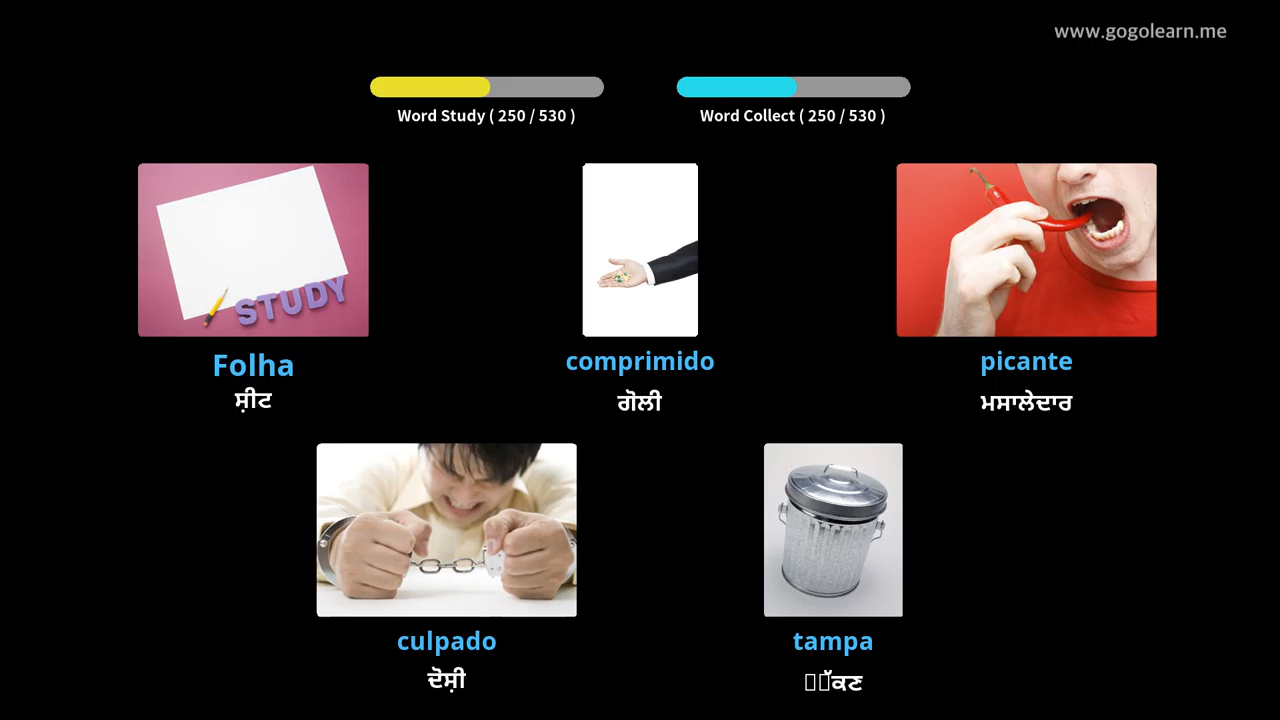 www.gogolearn.me
Word Study ( 250 / 530 )
Word Collect ( 250 / 530 )
STUDY
Folha
ਸ਼ੀਟ
comprimido
ਗੋਲੀ
picante
ਮਸਾਲੇਦਾਰ
culpado
ਦੋਸ਼ੀ
tampa